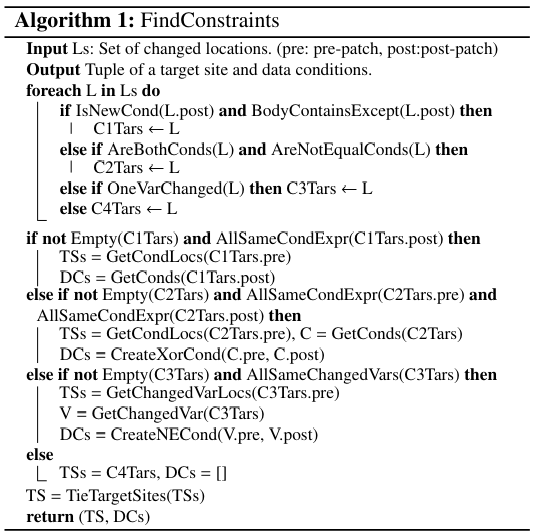 Algorithm 1: FindConstraints
Input Ls: Set of changed locations. (pre: pre-patch, post:post-patch)
Output Tuple of a target site and data conditions.
foreach L in Ls do
if IsNewCond(L.post) and BodyContainsExcept(L.post) then
C1Tars ← L
else if AreBothConds(L) and AreNotEqualConds(L) then
C2Tars ← L
else if OneVarChanged(L) then C3Tars ← L
else C4Tars ← L
if not Empty(C1Tars) and AllSameCondExpr(C1Tars.post) then
TSs = GetCondLocs(C1Tars.pre)
DCs = GetConds(C1Tars.post)
else if not Empty(C2Tars) and AllSameCondExpr(C2Tars.pre) and
AllSameCondExpr(C2Tars.post) then
TSs = GetCondLocs(C2Tars.pre), C = GetConds(C2Tars)
DCs = CreateXorCond(C.pre, C.post)
else if not Empty(C3Tars) and AllSameChangedVars(C3Tars) then
TSs = GetChangedVarLocs(C3Tars.pre)
V = GetChangedVar(C3Tars)
DCs = CreateNECond(V.pre, V.post)
else
TSs = C4Tars, DCs = []
TS = TieTargetSites(TSs)
return (TS, DCs)